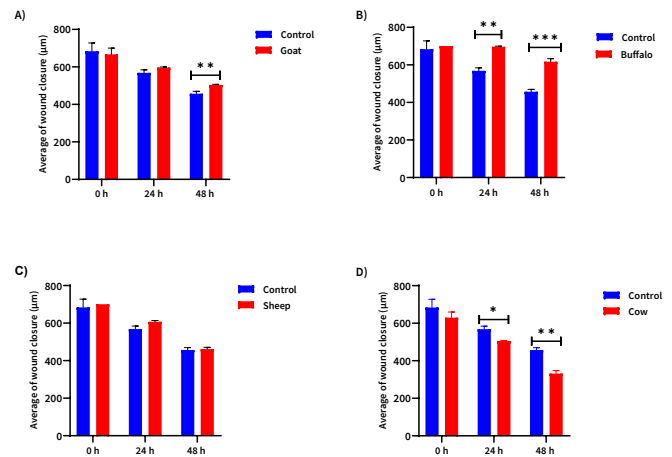 A)
Average of wound closure (μm)
800
600
400
200
0
0 h
24 h
48 h
**
Control
Goat
B)
Average of wound closure (μm)
800
600
400
200
0
0 h
24 h
48 h
**
***
Control
Buffalo
C)
Average of wound closure (μm)
800
600
400
200
0
0 h
24 h
48 h
Control
Sheep
D)
Average of wound closure (μm)
800
600
400
200
0
0 h
24 h
48 h
*
**
Control
Cow